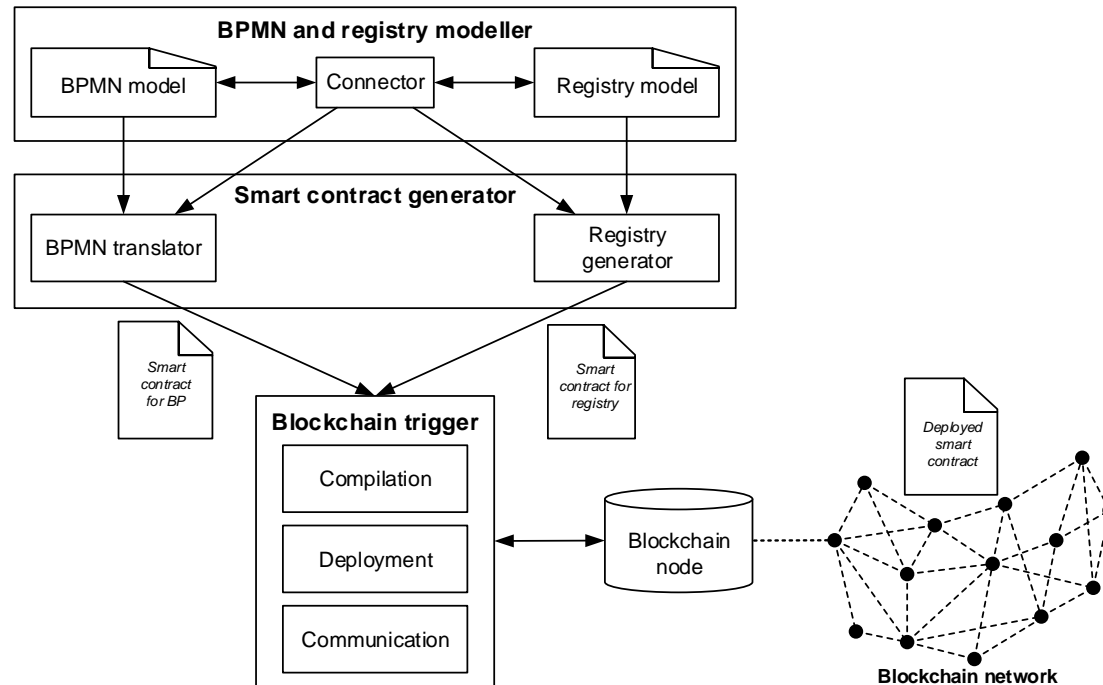 BPMN and registry modeller
BPMN model
Connector
Registry model
Smart contract generator
BPMN translator
Registry
generator
Smart
contract
for BP
Smart
contract for
registry
Blockchain trigger
Compilation
Deployment
Communication
Blockchain
node
Deployed
smart
contract
Blockchain network